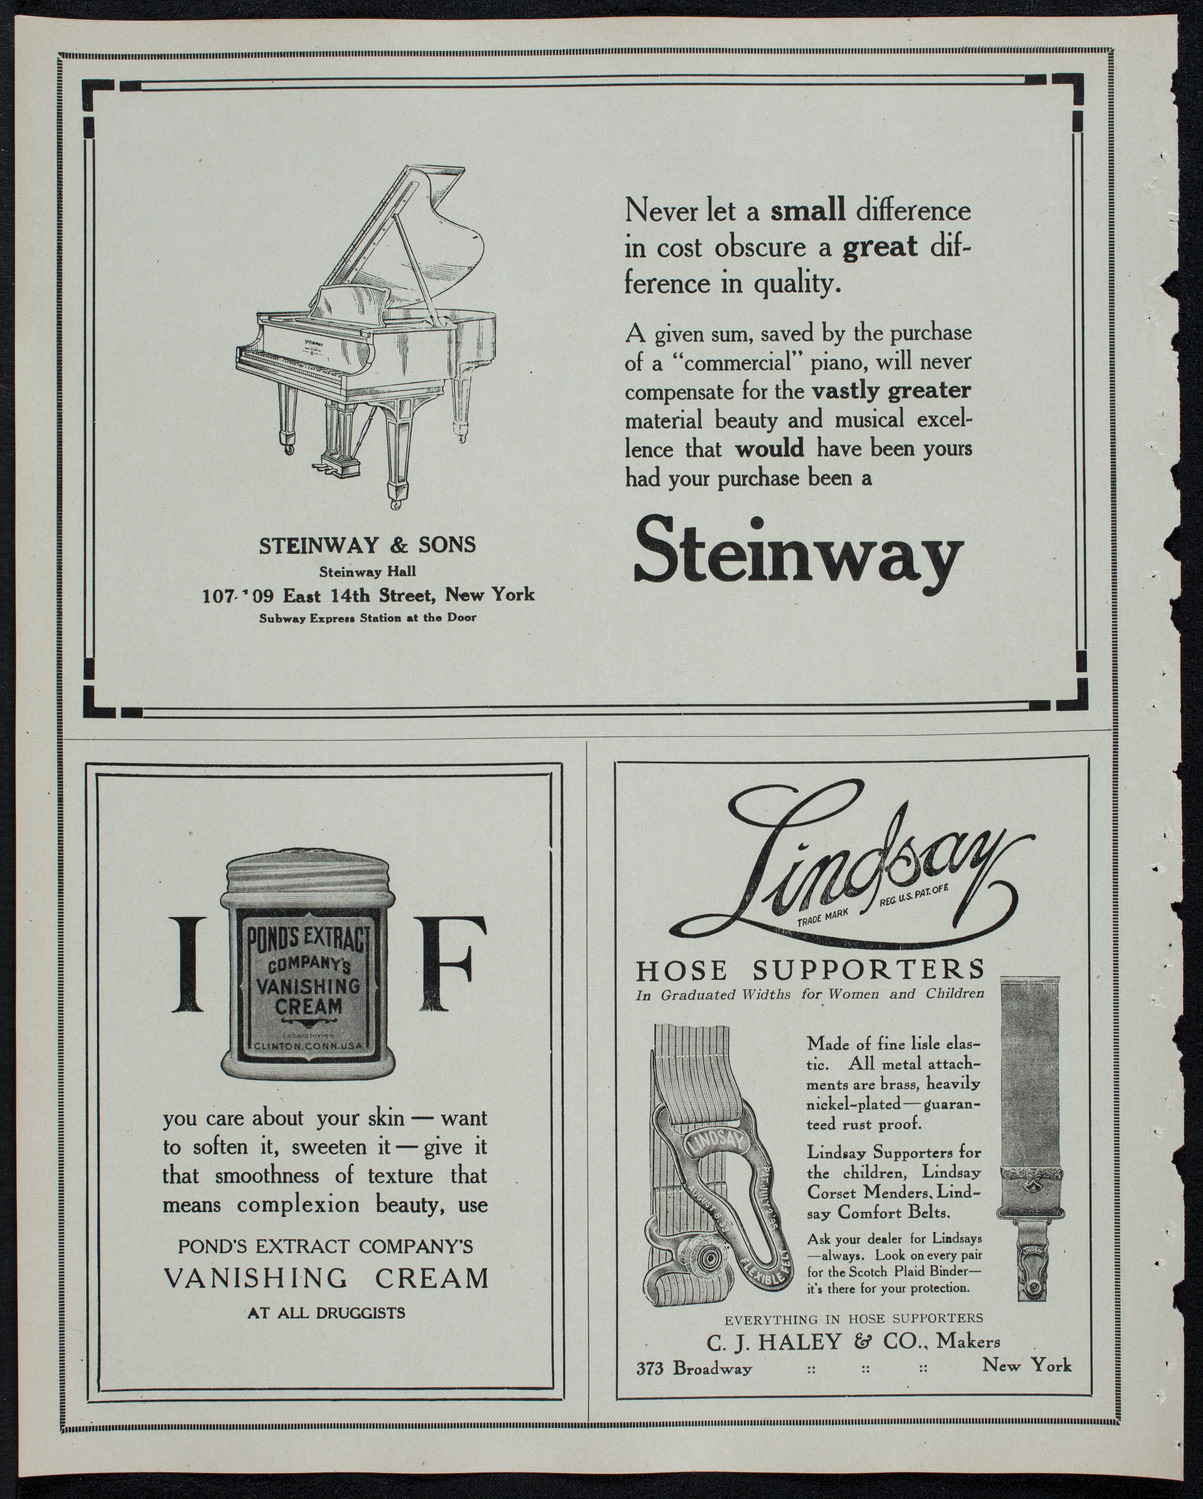 Never let a small difference
in cost obscure a great dif-
ference in quality.
A given sum, saved by the purchase
of a “commercial” piano, will never
compensate for the vastly greater
material beauty and musical excel-
lence that would have been yours
had your purchase been a
Steinway
STEINWAY
STEINWAY & SONS
Steinway Hall
107-109 East 14th Street, New York
Subway Express Station at the Door
I F
POND'S EXTRACT
COMPANY'S
VANISHING
CREAM
Laboratories
CLINTON, CONN. U.S.A.
you care about your skin — want
to soften it, sweeten it — give it
that smoothness of texture that
means complexion beauty, use
POND'S EXTRACT COMPANY'S
VANISHING CREAM
AT ALL DRUGGISTS
Lindsay
TRADE MARK REG. U.S. PAT. OFF.
HOSE SUPPORTERS
In Graduated Widths for Women and Children
LINDSAY
FLEXIBLE FELT
Made of fine lisle elas-
tic. All metal attach-
ments are brass, heavily
nickel-plated — guaran-
teed rust proof.
Lindsay Supporters for
the children, Lindsay
Corset Menders, Lind-
say Comfort Belts.
Ask your dealer for Lindsays
—always. Look on every pair
for the Scotch Plaid Binder—
it's there for your protection.
EVERYTHING IN HOSE SUPPORTERS
C. J. HALEY & CO., Makers
373 Broadway :: :: :: New York